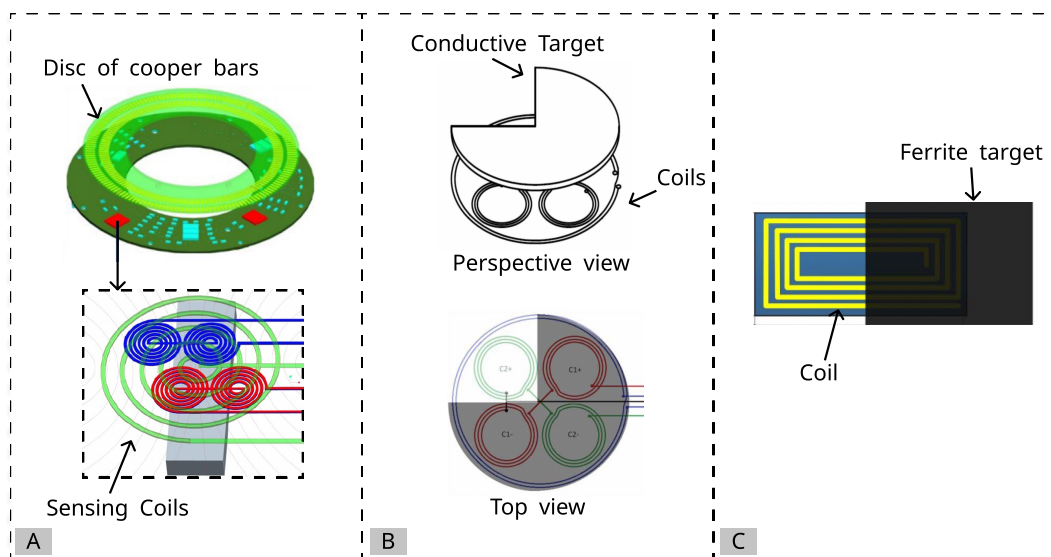 Disc of cooper bars
Sensing Coils
A
Conductive Target
Coils
Perspective view
C2+
C1+
C1-
C2-
Top view
B
Ferrite target
Coil
C